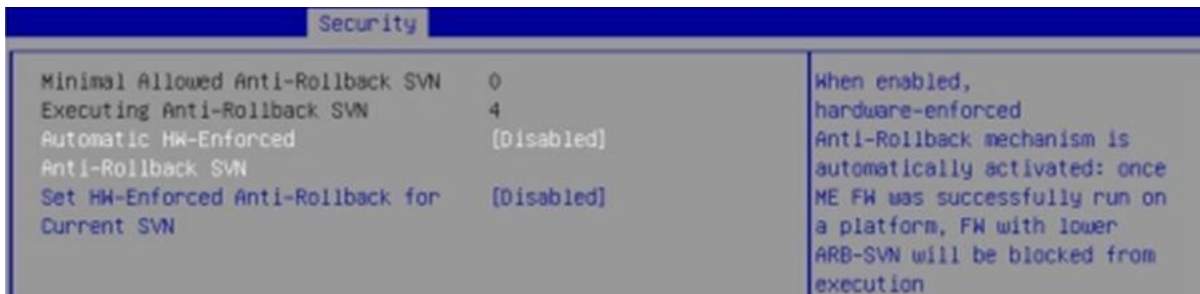 Security
Minimal Allowed Anti-Rollback SVN 0
Executing Anti-Rollback SVN 4
Automatic HW-Enforced [Disabled]
Anti-Rollback SVN
Set HW-Enforced Anti-Rollback for [Disabled]
Current SVN
When enabled,
hardware-enforced
Anti-Rollback mechanism is
automatically activated: once
ME FW was successfully run on
a platform, FW with lower
ARB-SVN will be blocked from
execution